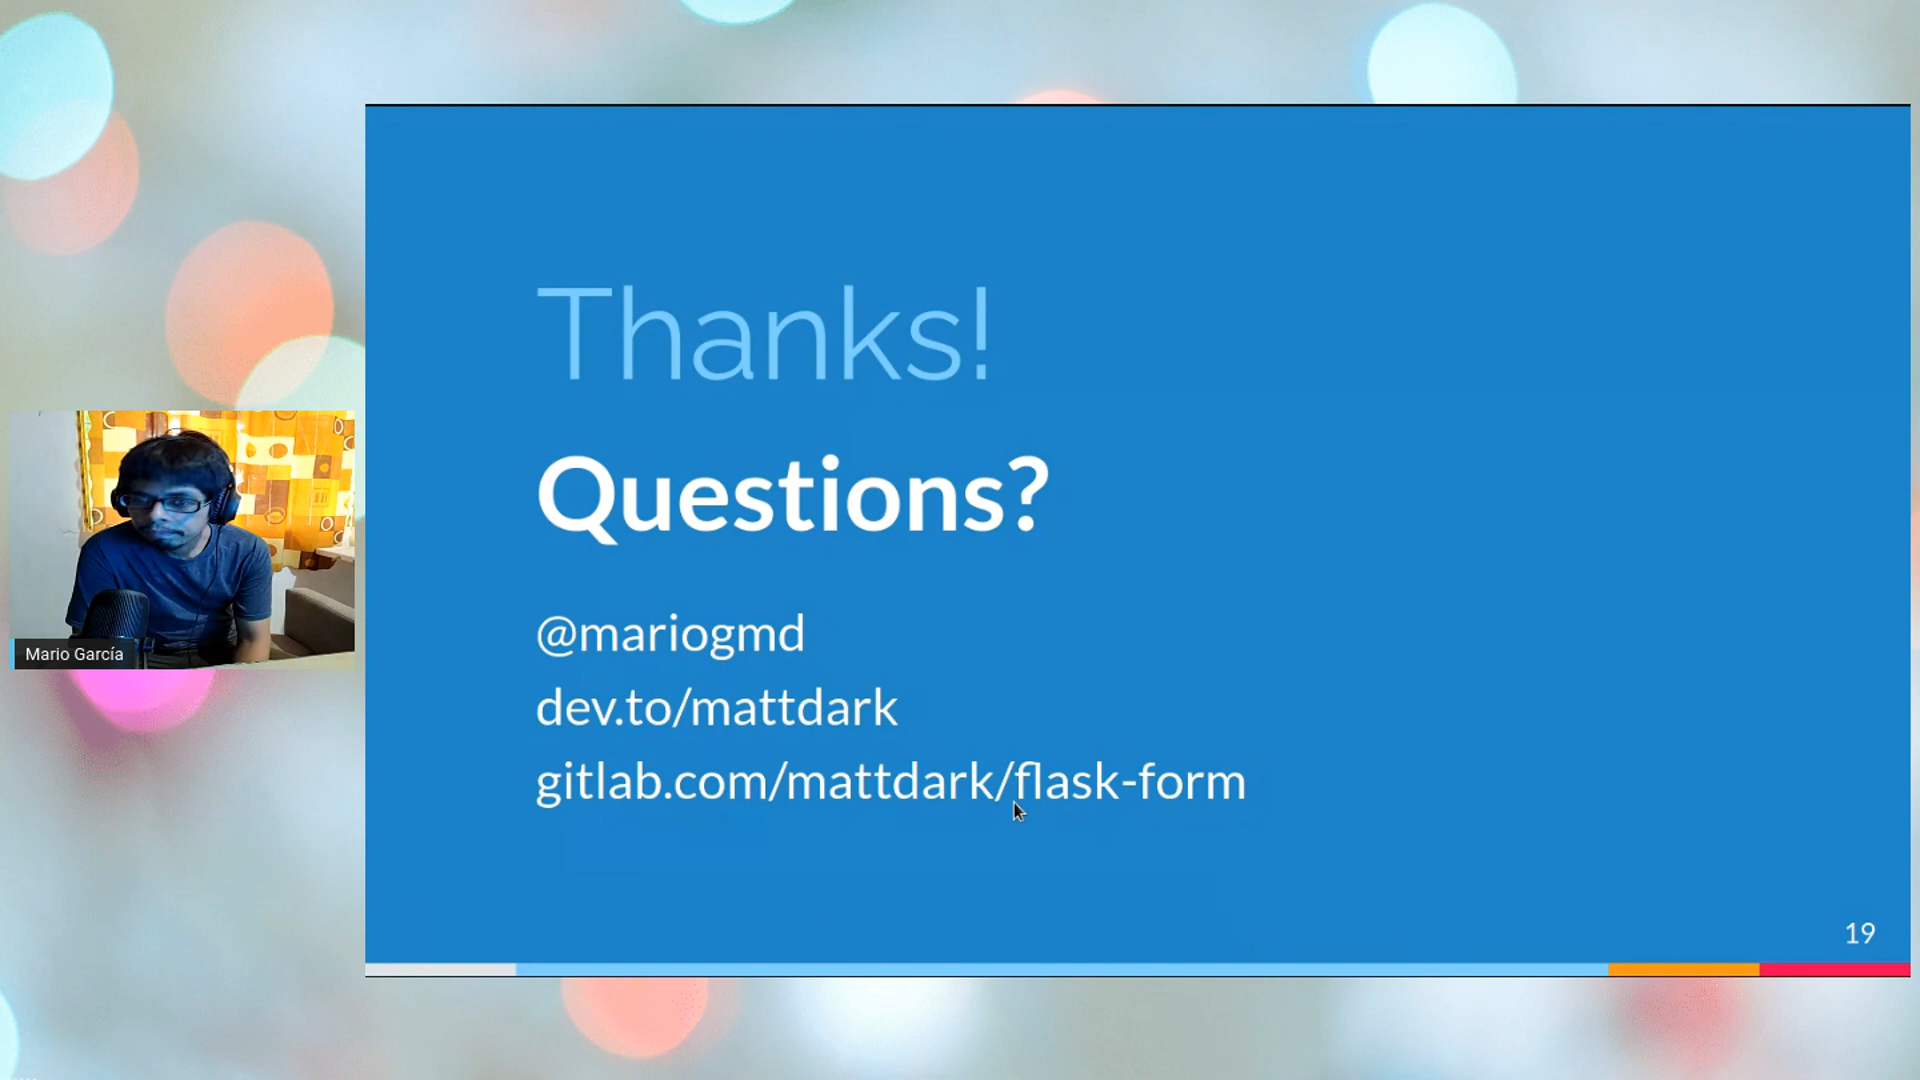 Thanks!
Questions?
@mariogmd
dev.to/mattdark
gitlab.com/mattdark/flask-form
19
Mario García